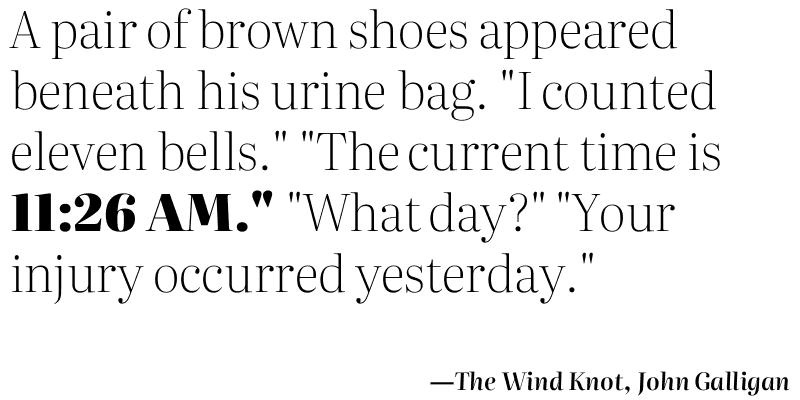 A pair of brown shoes appeared
beneath his urine bag. "I counted
eleven bells." "The current time is
11:26 AM." "What day?" "Your
injury occurred yesterday."
—The Wind Knot, John Galligan